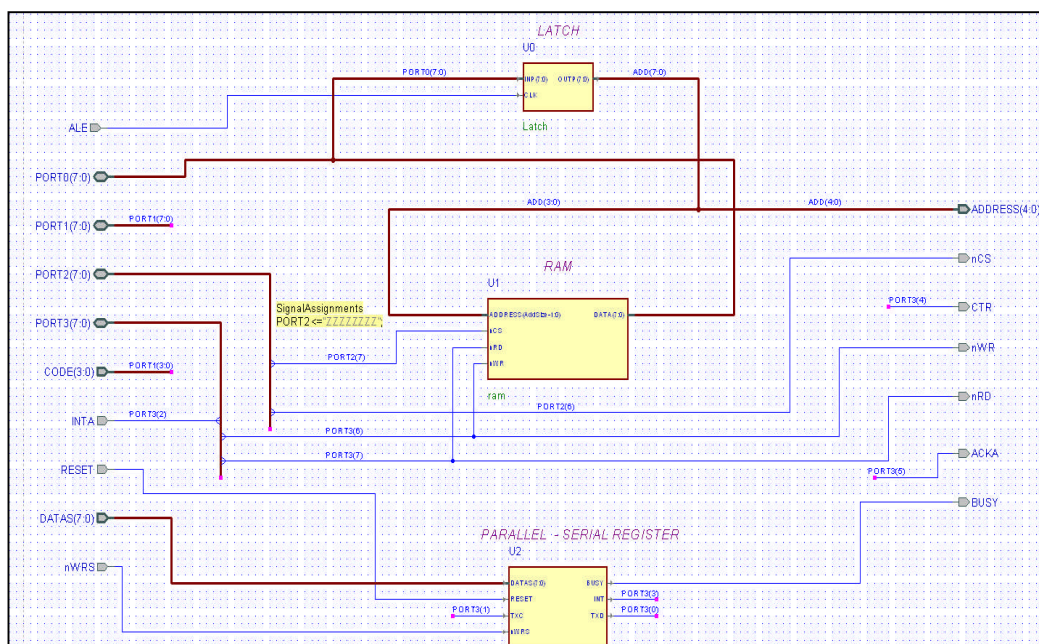 LATCH
U0
PORT0(7:0)
INP(7:0)
OUTP(7:0)
ADD(7:0)
CLK
Latch
ALE
PORT0(7:0)
ADD(3:0)
ADD(4:0)
ADDRESS(4:0)
PORT1(7:0)
PORT1(7:0)
nCS
PORT2(7:0)
RAM
U1
PORT3(4)
CTR
SignalAssignments
PORT2 <="ZZZZZZZZ";
ADDRESS(AddSize-1:0)
DATA(7:0)
PORT3(7:0)
nCS
nRD
nWR
nWR
PORT2(7)
CODE(3:0)
PORT1(3:0)
ram
nRD
PORT2(6)
INTA
PORT3(2)
PORT3(6)
PORT3(7)
ACKA
PORT3(5)
RESET
BUSY
DATAS(7:0)
PARALLEL - SERIAL REGISTER
U2
nWRS
DATAS(7:0)
BUSY
RESET
INT
PORT3(3)
PORT3(1)
TXC
TXD
PORT3(0)
nWRS